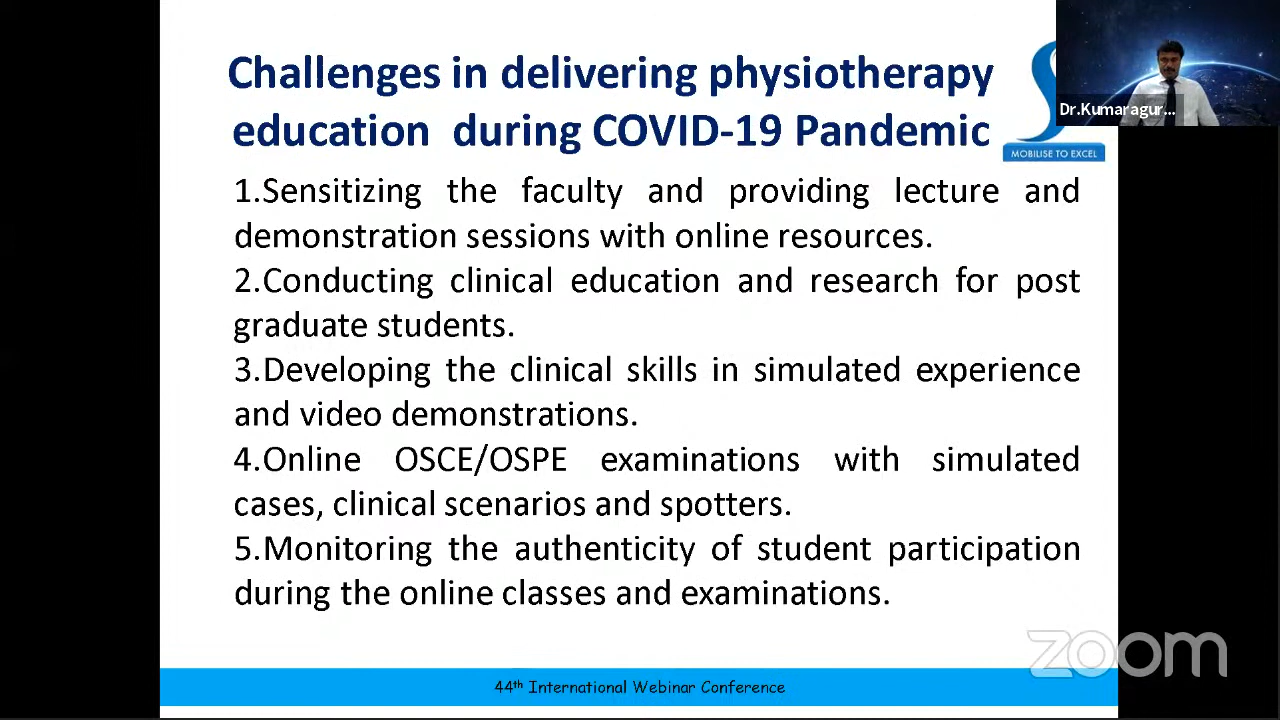 Challenges in delivering physiotherapy
education during COVID-19 Pandemic
MOBILISE TO EXCEL
Dr.Kumaragur...
1.Sensitizing the faculty and providing lecture and
demonstration sessions with online resources.
2.Conducting clinical education and research for post
graduate students.
3.Developing the clinical skills in simulated experience
and video demonstrations.
4.Online OSCE/OSPE examinations with simulated
cases, clinical scenarios and spotters.
5.Monitoring the authenticity of student participation
during the online classes and examinations.
zoom
44th International Webinar Conference